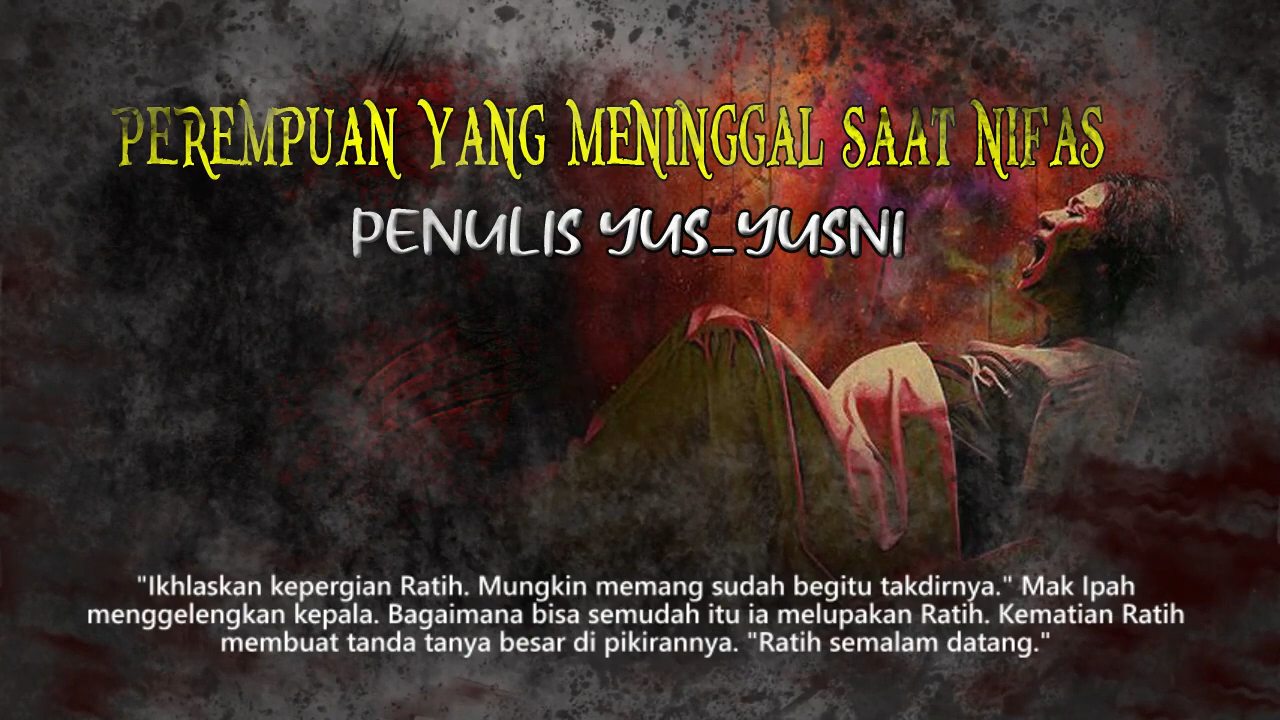 PEREMPUAN YANG MENINGGAL SAAT NIFAS
PENULIS YUS_YUSNI
"Ikhlaskan kepergian Ratih. Mungkin memang sudah begitu takdirnya." Mak Ipah
menggelengkan kepala. Bagaimana bisa semudah itu ia melupakan Ratih. Kematian Ratih
membuat tanda tanya besar di pikirannya. "Ratih semalam datang."